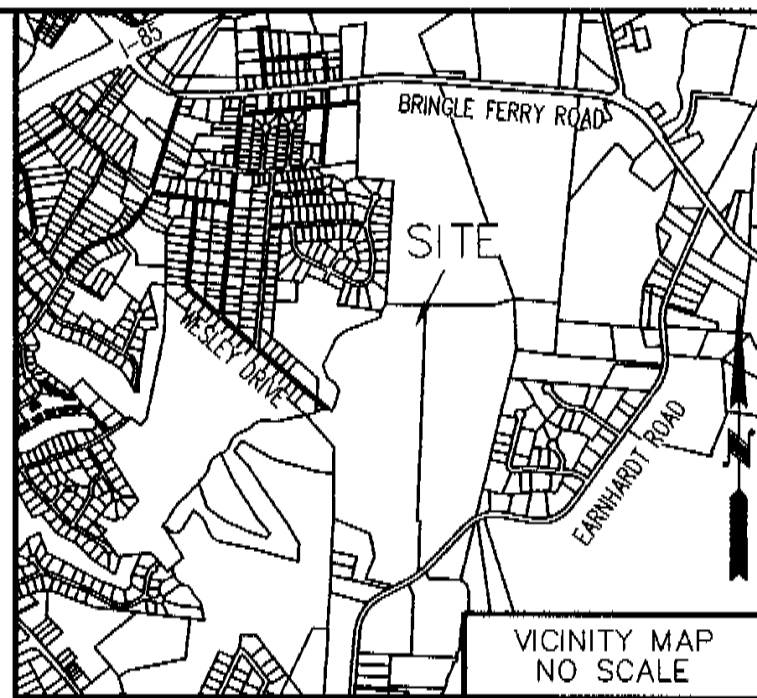 I-85
BRINGLE FERRY ROAD
SITE
WESLEY DRIVE
EARNHARDT ROAD
N
VICINITY MAP
NO SCALE